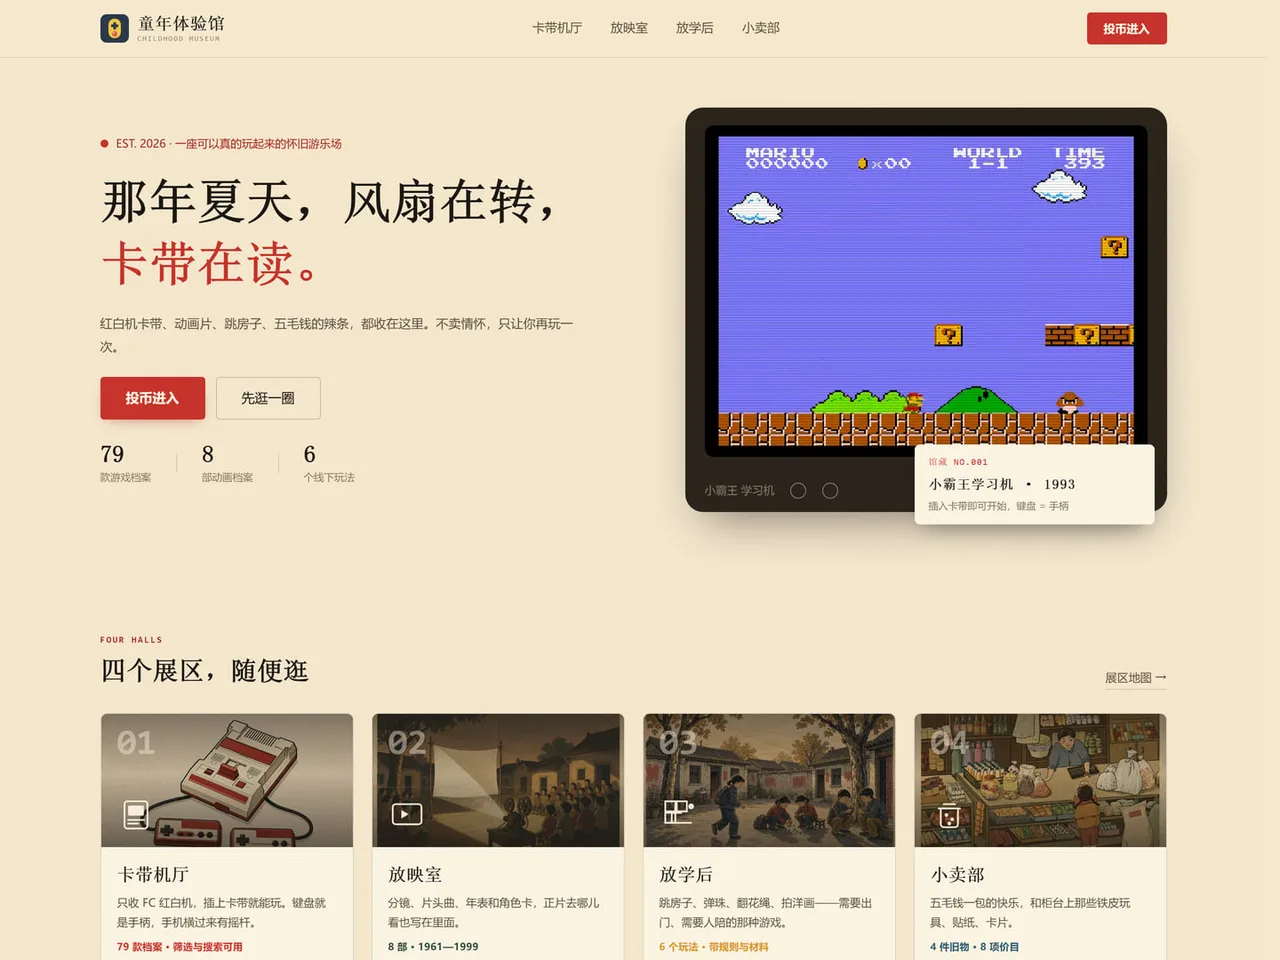 童年体验馆
CHILDHOOD MUSEUM
卡带机厅
放映室
放学后
小卖部
投币进入
EST. 2026 · 一座可以真的玩起来的怀旧游乐场
那年夏天，风扇在转，
卡带在读。
红白机卡带、动画片、跳房子、五毛钱的辣条，都收在这里。不卖情怀，只让你再玩一
次。
投币进入
先逛一圈
79
款游戏档案
8
部动画档案
6
个线下玩法
MARIO
000000
×00
WORLD
1-1
TIME
393
小霸王 学习机
馆藏 NO.001
小霸王学习机 • 1993
插入卡带即可开始，键盘 = 手柄
FOUR HALLS
四个展区，随便逛
展区地图 →
01
卡带机厅
只收 FC 红白机，插上卡带就能玩。键盘就
是手柄，手机横过来有摇杆。
79 款档案 • 筛选与搜索可用
02
放映室
分镜、片头曲、年表和角色卡，正片去哪儿
看也写在里面。
8 部 • 1961—1999
03
放学后
跳房子、弹珠、翻花绳、拍洋画——需要出
门、需要人陪的那种游戏。
6 个玩法 • 带规则与材料
04
小卖部
五毛钱一包的快乐，和柜台上那些铁皮玩
具、贴纸、卡片。
4 件旧物 • 8 项价目